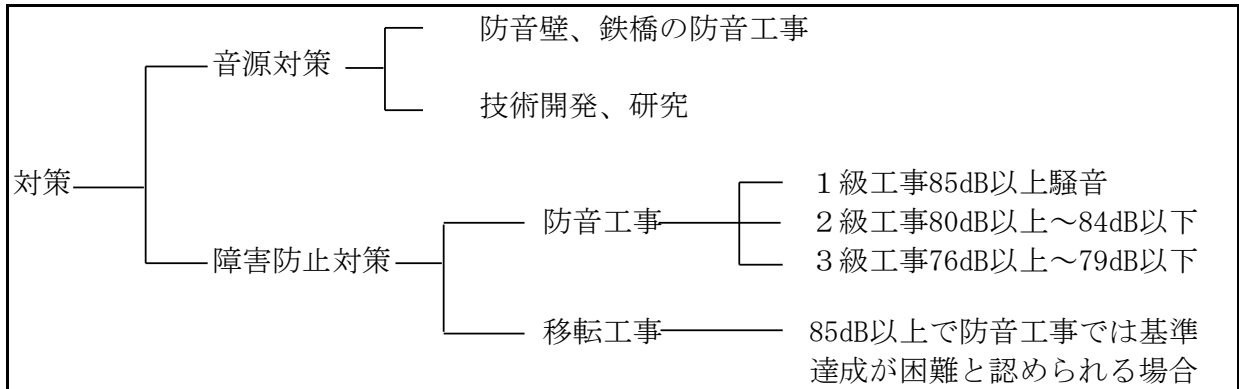 対策
音源対策
防音壁、鉄橋の防音工事
技術開発、研究
障害防止対策
防音工事
１級工事85dB以上騒音
２級工事80dB以上～84dB以下
３級工事76dB以上～79dB以下
移転工事
85dB以上で防音工事では基準
達成が困難と認められる場合